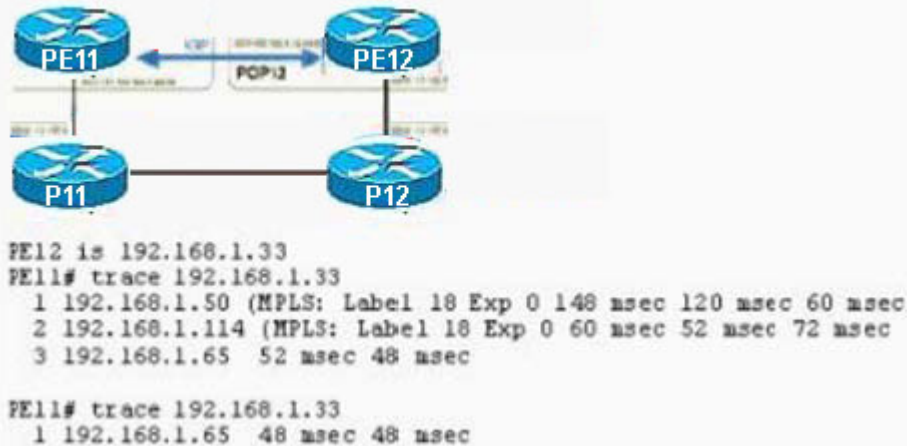 PE11
PE12
POP12
P11
P12
PE12 is 192.168.1.33
PE11# trace 192.168.1.33
1 192.168.1.50 (MPLS: Label 18 Exp 0 148 msec 120 msec 60 msec
2 192.168.1.114 (MPLS: Label 18 Exp 0 60 msec 52 msec 72 msec
3 192.168.1.65 52 msec 48 msec
PE11# trace 192.168.1.33
1 192.168.1.65 48 msec 48 msec